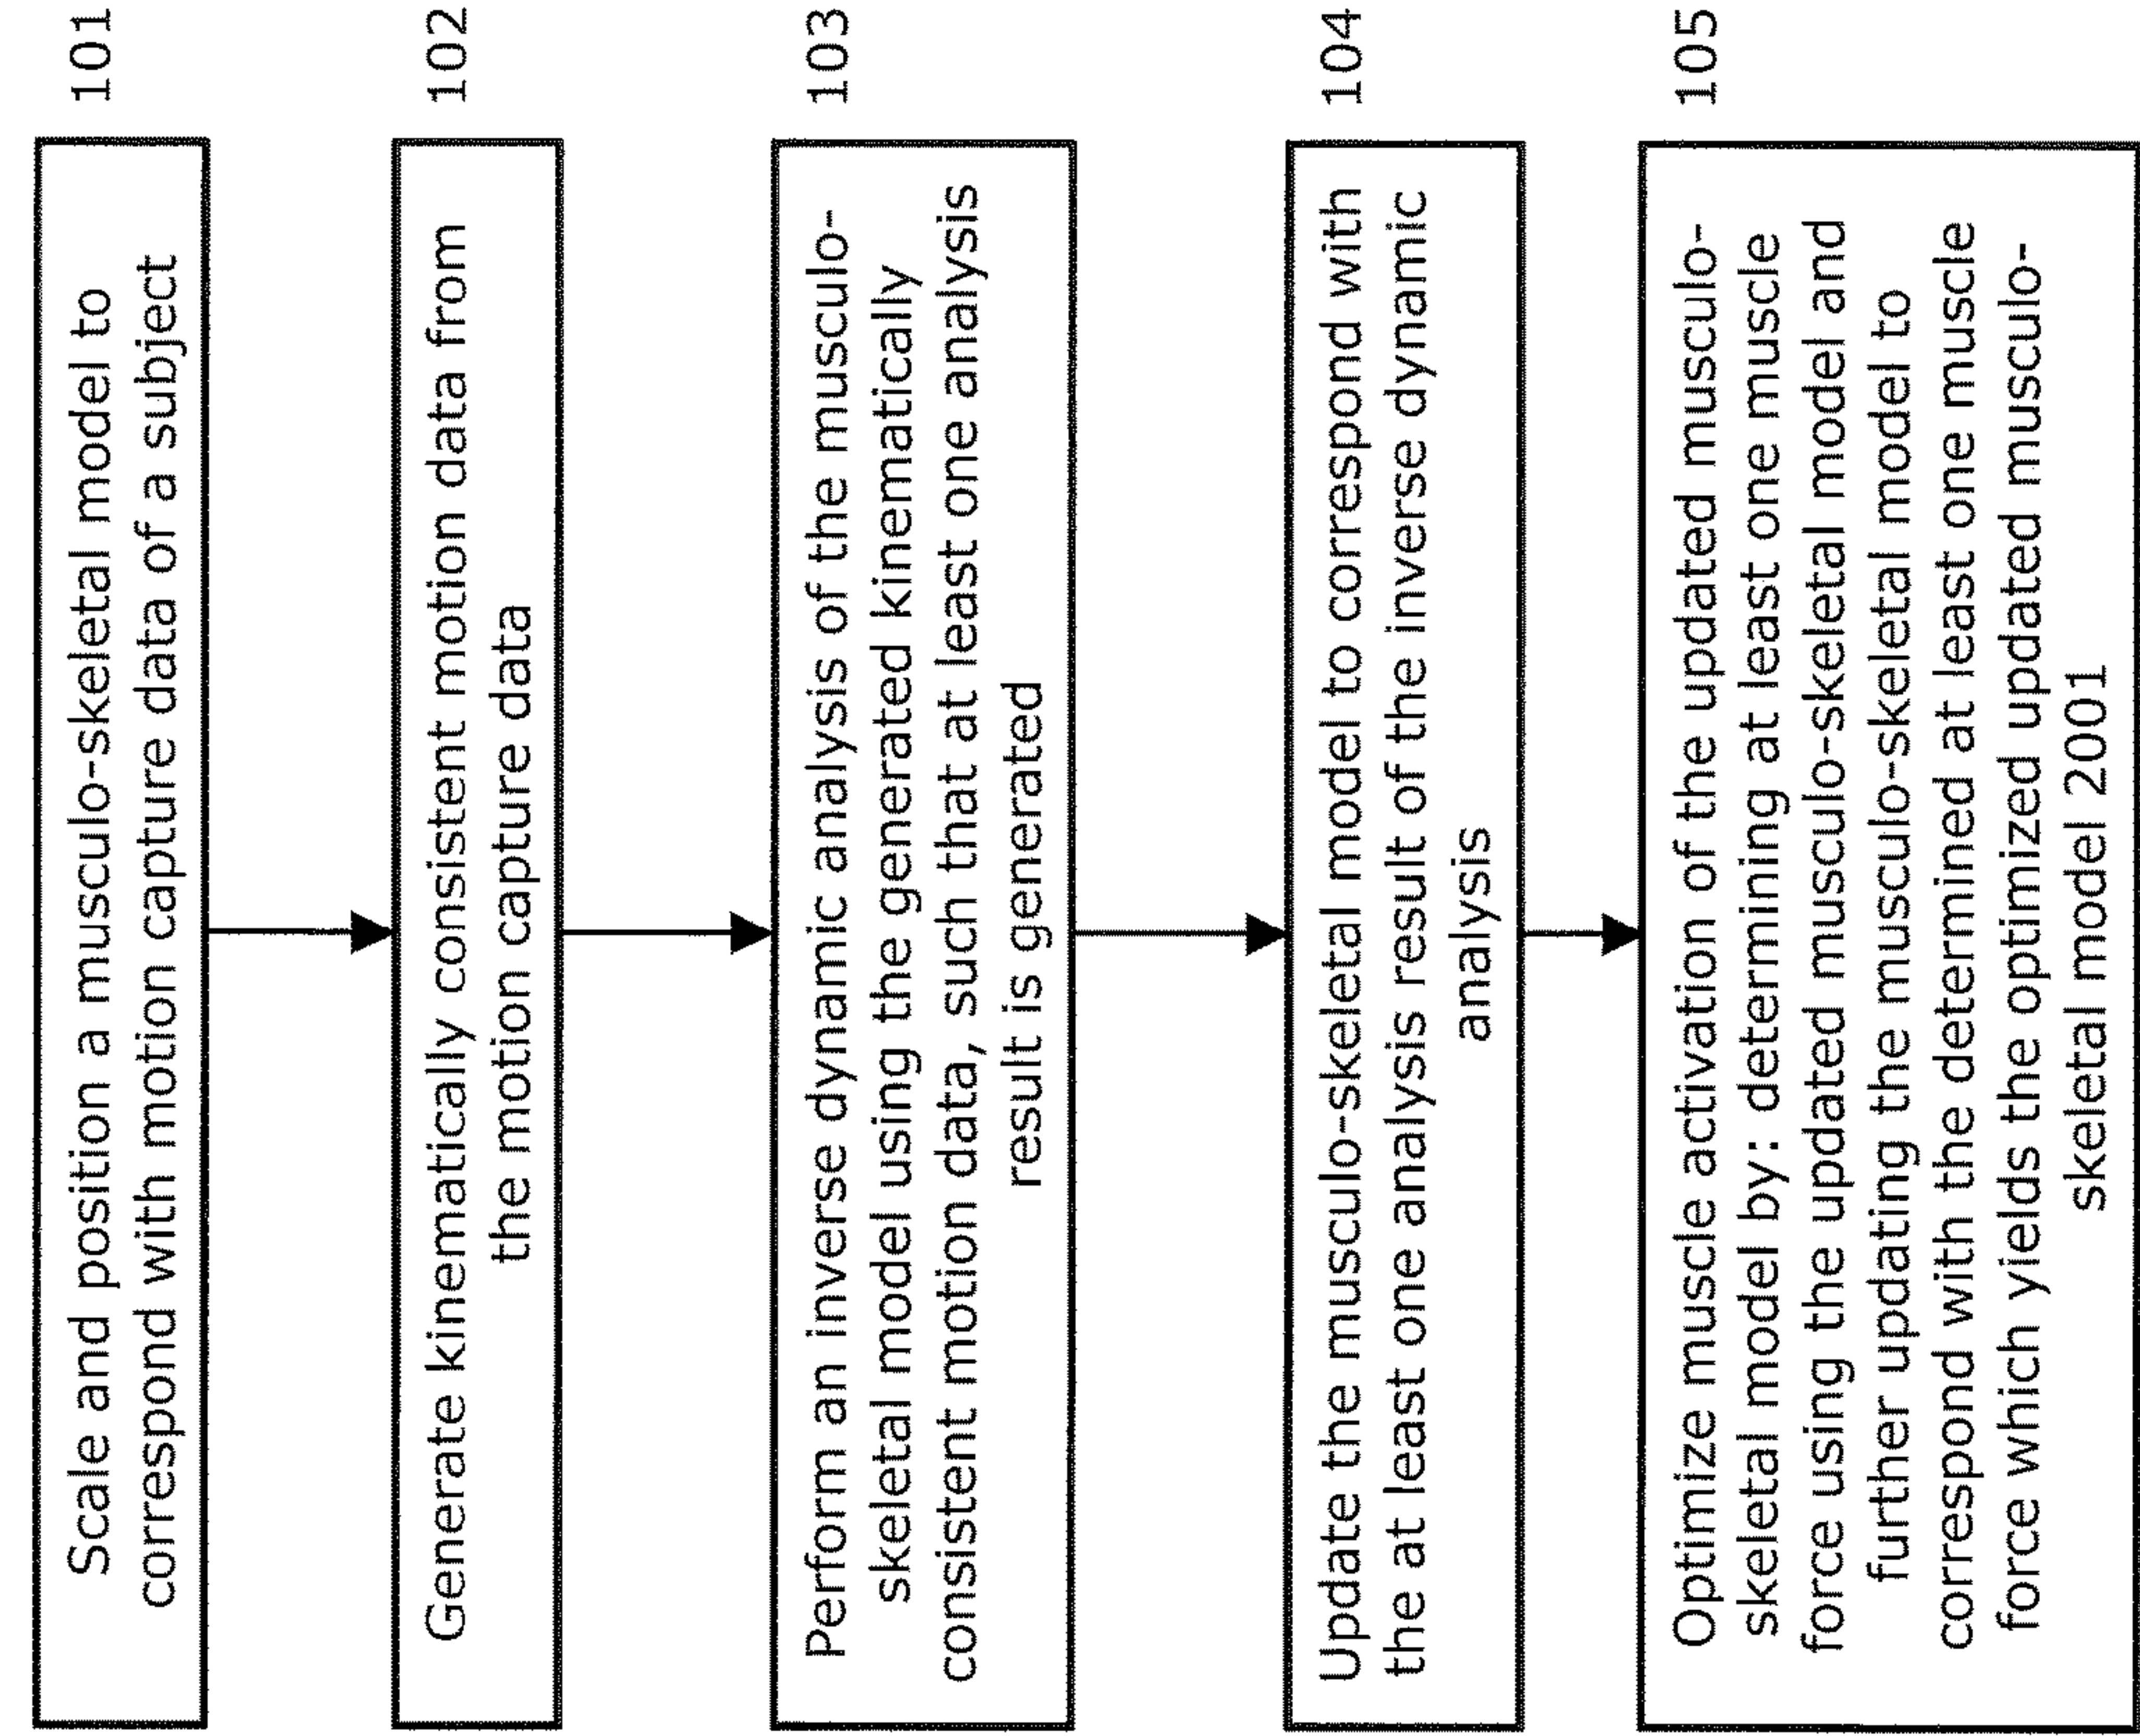 Scale and position a musculo-skeletal model to
correspond with motion capture data of a subject
101
Generate kinematically consistent motion data from
the motion capture data
102
Perform an inverse dynamic analysis of the musculo-
skeletal model using the generated kinematically
consistent motion data, such that at least one analysis
result is generated
103
Update the musculo-skeletal model to correspond with
the at least one analysis result of the inverse dynamic
analysis
104
Optimize muscle activation of the updated musculo-
skeletal model by: determining at least one muscle
force using the updated musculo-skeletal model and
further updating the musculo-skeletal model to
correspond with the determined at least one muscle
force which yields the optimized updated musculo-
skeletal model 2001
105